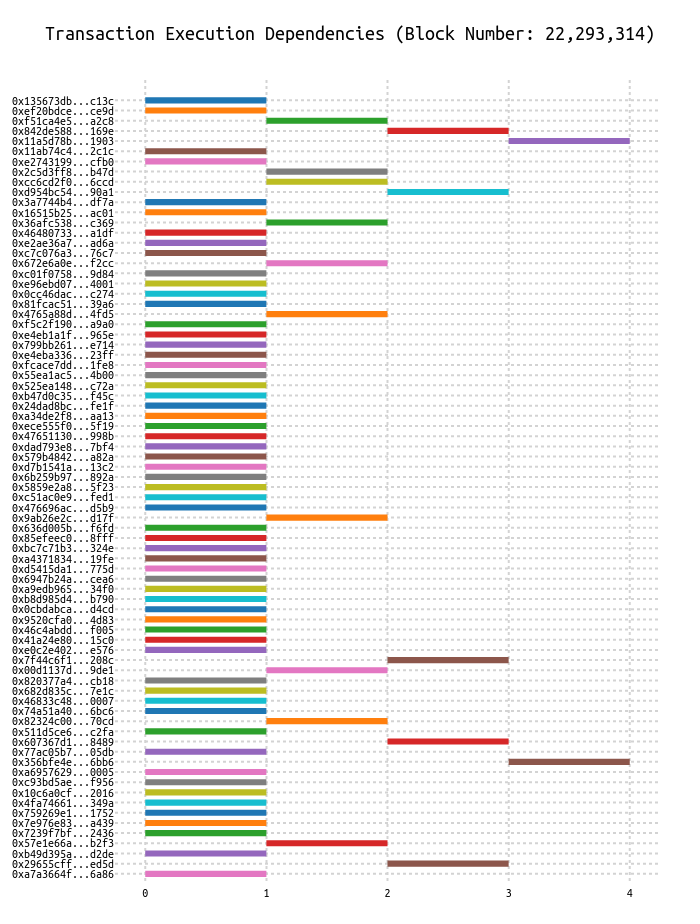 Transaction Execution Dependencies (Block Number: 22,293,314)
0x135673db...c13c
0xef20bdce...ce9d
0xf51ca4e5...a2c8
0x842de588...169e
0x11a5d78b...1903
0x11ab74c4...2c1c
0xe2743199...cfb0
0x2c5d3ff8...b47d
0xcc6cd2f0...6ccd
0xd954bc54...90a1
0x3a7744b4...df7a
0x16515b25...ac01
0x36afc538...c369
0x46480733...a1df
0xe2ae36a7...ad6a
0xc7c076a3...76c7
0x672e6a0e...f2cc
0xc01f0758...9d84
0xe96ebd07...4001
0x0cc46dac...c274
0x81fcac51...39a6
0x4765a88d...4fd5
0xf5c2f190...a9a0
0xe4eb1a1f...965e
0x799bb261...e714
0xe4eba336...23ff
0xfcace7dd...1fe8
0x55ea1ac5...4b00
0x525ea148...c72a
0xb47d0c35...f45c
0x24dad8bc...fe1f
0xa34de2f8...aa13
0xece555f0...5f19
0x47651130...998b
0xdad793e8...7bf4
0x579b4842...a82a
0xd7b1541a...13c2
0x6b259b97...892a
0x5859e2a8...5f23
0xc51ac0e9...fed1
0x476696ac...d5b9
0x9ab26e2c...d17f
0x636d005b...f6fd
0x85efeec0...8fff
0xbc7c71b3...324e
0xa4371834...19fe
0xd5415da1...775d
0x6947b24a...cea6
0xa9edb965...34f0
0xb8d985d4...b790
0x0cbdabca...d4cd
0x9520cfa0...4d83
0x46c4abdd...f005
0x41a24e80...15c0
0xe0c2e402...e576
0x7f44c6f1...208c
0x00d1137d...9de1
0x820377a4...cb18
0x682d835c...7e1c
0x46833c48...0007
0x74a51a40...6bc6
0x82324c00...70cd
0x511d5ce6...c2fa
0x607367d1...8489
0x77ac05b7...05db
0x356bfe4e...6bb6
0xa6957629...0005
0xc93bd5ae...f956
0x10c6a0cf...2016
0x4fa74661...349a
0x759269e1...1752
0x7e976e83...a439
0x7239f7bf...2436
0x57e1e66a...b2f3
0xb49d395a...d2de
0x29655cff...ed5d
0xa7a3664f...6a86
0 1 2 3 4